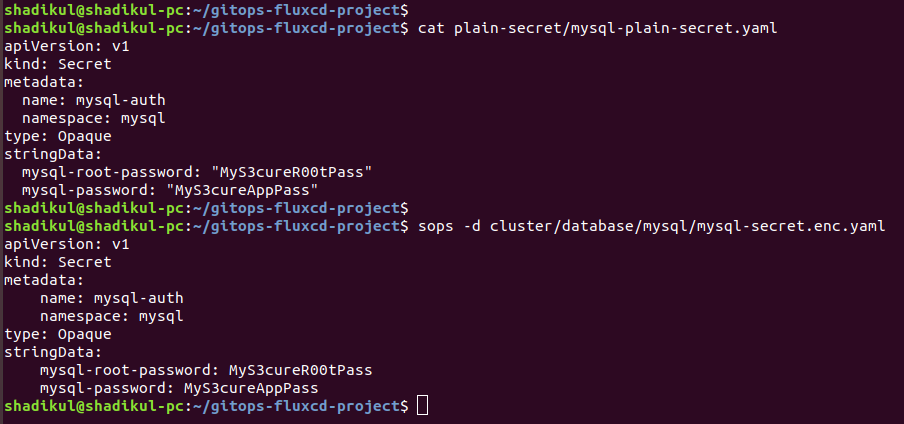 shadikul@shadikul-pc:~/gitops-fluxcd-project$
shadikul@shadikul-pc:~/gitops-fluxcd-project$ cat plain-secret/mysql-plain-secret.yaml
apiVersion: v1
kind: Secret
metadata:
  name: mysql-auth
  namespace: mysql
type: Opaque
stringData:
  mysql-root-password: "MyS3cureR00tPass"
  mysql-password: "MyS3cureAppPass"
shadikul@shadikul-pc:~/gitops-fluxcd-project$
shadikul@shadikul-pc:~/gitops-fluxcd-project$ sops -d cluster/database/mysql/mysql-secret.enc.yaml
apiVersion: v1
kind: Secret
metadata:
    name: mysql-auth
    namespace: mysql
type: Opaque
stringData:
    mysql-root-password: MyS3cureR00tPass
    mysql-password: MyS3cureAppPass
shadikul@shadikul-pc:~/gitops-fluxcd-project$